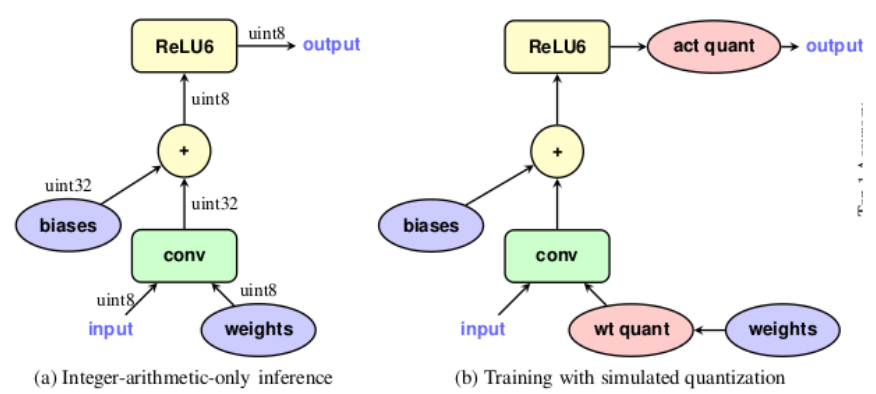 ReLU6
uint8
output
uint8
+
uint32
biases
uint32
conv
uint8
uint8
input
weights
(a) Integer-arithmetic-only inference
ReLU6
act quant
output
+
biases
conv
input
wt quant
weights
(b) Training with simulated quantization